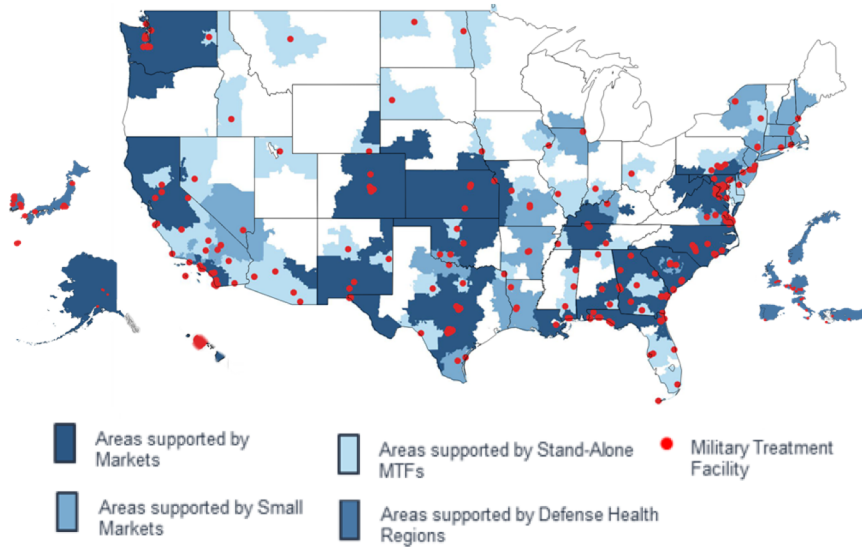 Areas supported by
Markets
Areas supported by Stand-Alone
MTFs
Military Treatment
Facility
Areas supported by Small
Markets
Areas supported by Defense Health
Regions